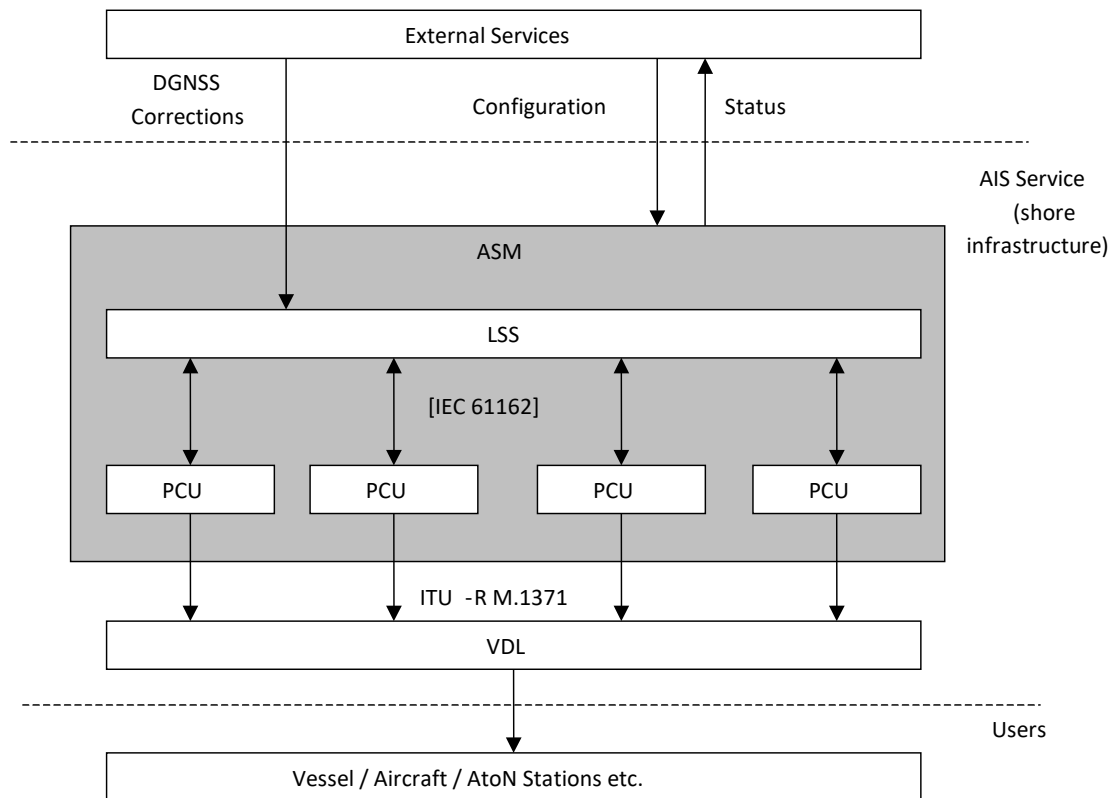 External Services
DGNSS
Corrections
Configuration
Status
AIS Service
(shore
infrastructure)
ASM
LSS
[IEC 61162]
PCU
PCU
PCU
PCU
ITU -R M.1371
VDL
Users
Vessel / Aircraft / AtoN Stations etc.